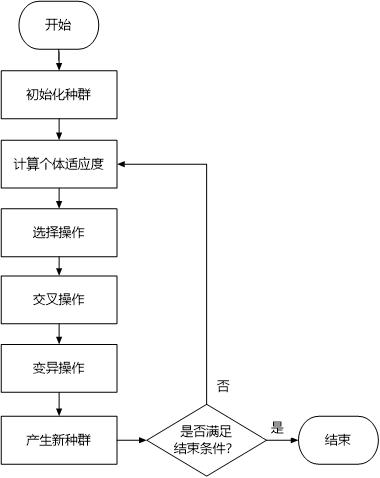 开始
初始化种群
计算个体适应度
选择操作
交叉操作
变异操作
产生新种群
是否满足
结束条件?
否
是
结束